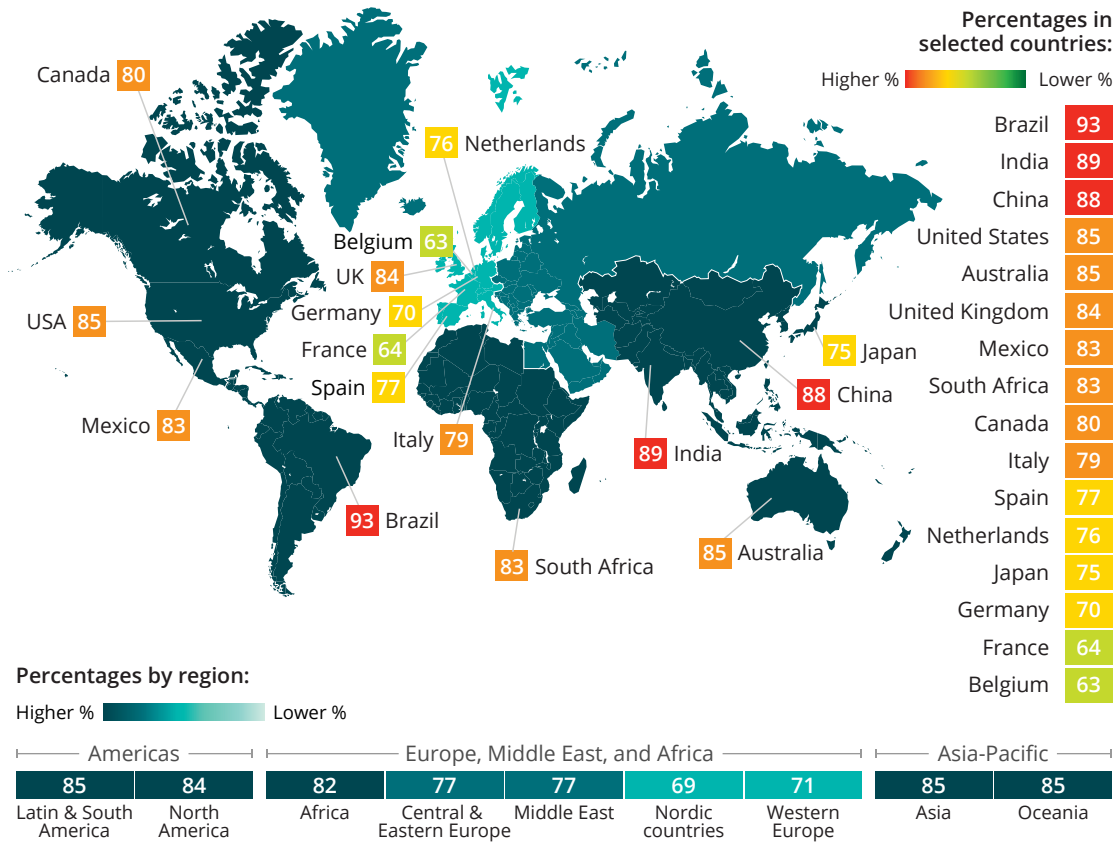 Percentages in
selected countries:
Higher %
Lower %
Canada 80
76 Netherlands
Belgium 63
UK 84
Germany 70
USA 85
France 64
Spain 77
75 Japan
88 China
Mexico 83
Italy 79
89 India
93 Brazil
85 Australia
83 South Africa
Brazil 93
India 89
China 88
United States 85
Australia 85
United Kingdom 84
Mexico 83
South Africa 83
Canada 80
Italy 79
Spain 77
Netherlands 76
Japan 75
Germany 70
France 64
Belgium 63
Percentages by region:
Higher %
Lower %
Americas
85
Latin & South
America
84
North
America
Europe, Middle East, and Africa
82
Africa
77
Central &
Eastern Europe
77
Middle East
69
Nordic
countries
71
Western
Europe
Asia-Pacific
85
Asia
85
Oceania